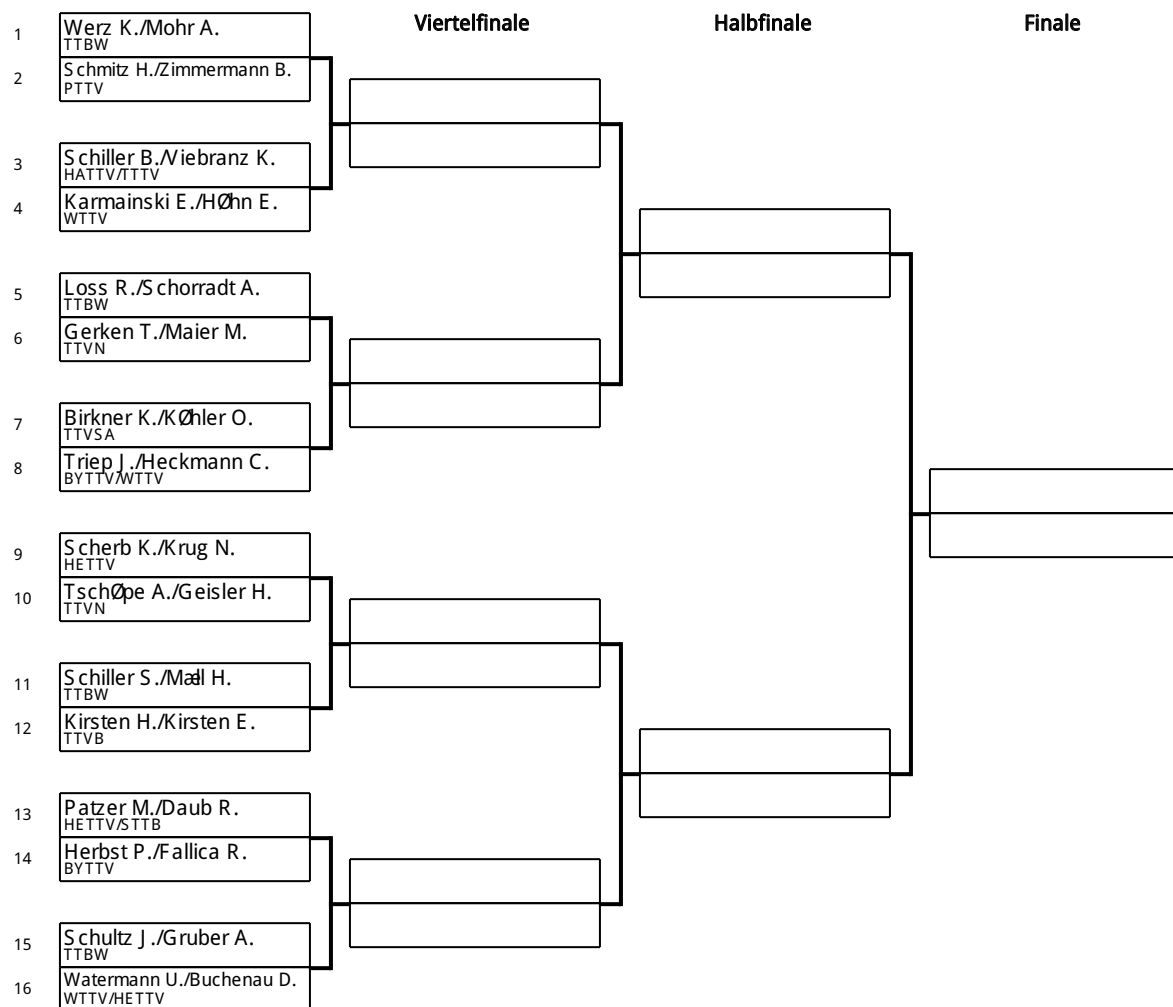 Viertelfinale Halbfinale Finale
1 Werz K./Mohr A.
TTBW
2 Schmitz H./Zimmermann B.
PTTV
3 Schiller B./Viebranz K.
HATTV/TTTV
4 Karmainski E./HØhn E.
WTTV
5 Loss R./Schorradt A.
TTBW
6 Gerken T./Maier M.
TTVN
7 Birkner K./KØhler O.
TTVSA
8 Triep J./Heckmann C.
BYTTV/WTTV
9 Scherb K./Krug N.
HETTV
10 TschØpe A./Geisler H.
TTVN
11 Schiller S./Mæll H.
TTBW
12 Kirsten H./Kirsten E.
TTVB
13 Patzer M./Daub R.
HETTV/STTB
14 Herbst P./Fallica R.
BYTTV
15 Schultz J./Gruber A.
TTBW
16 Watermann U./Buchenau D.
WTTV/HETTV